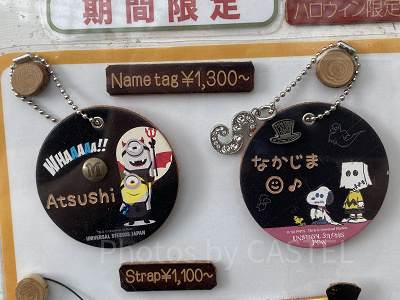 期間限定
ハロウィン限定
Name tag ¥1,300~
WHAAAAA!!
Atsushi
UNIVERSAL STUDIOS JAPAN
なかじま
☺♪
UNIVERSAL STUDIOS
JAPAN
Photos by CASTEL
Strap ¥1,100~